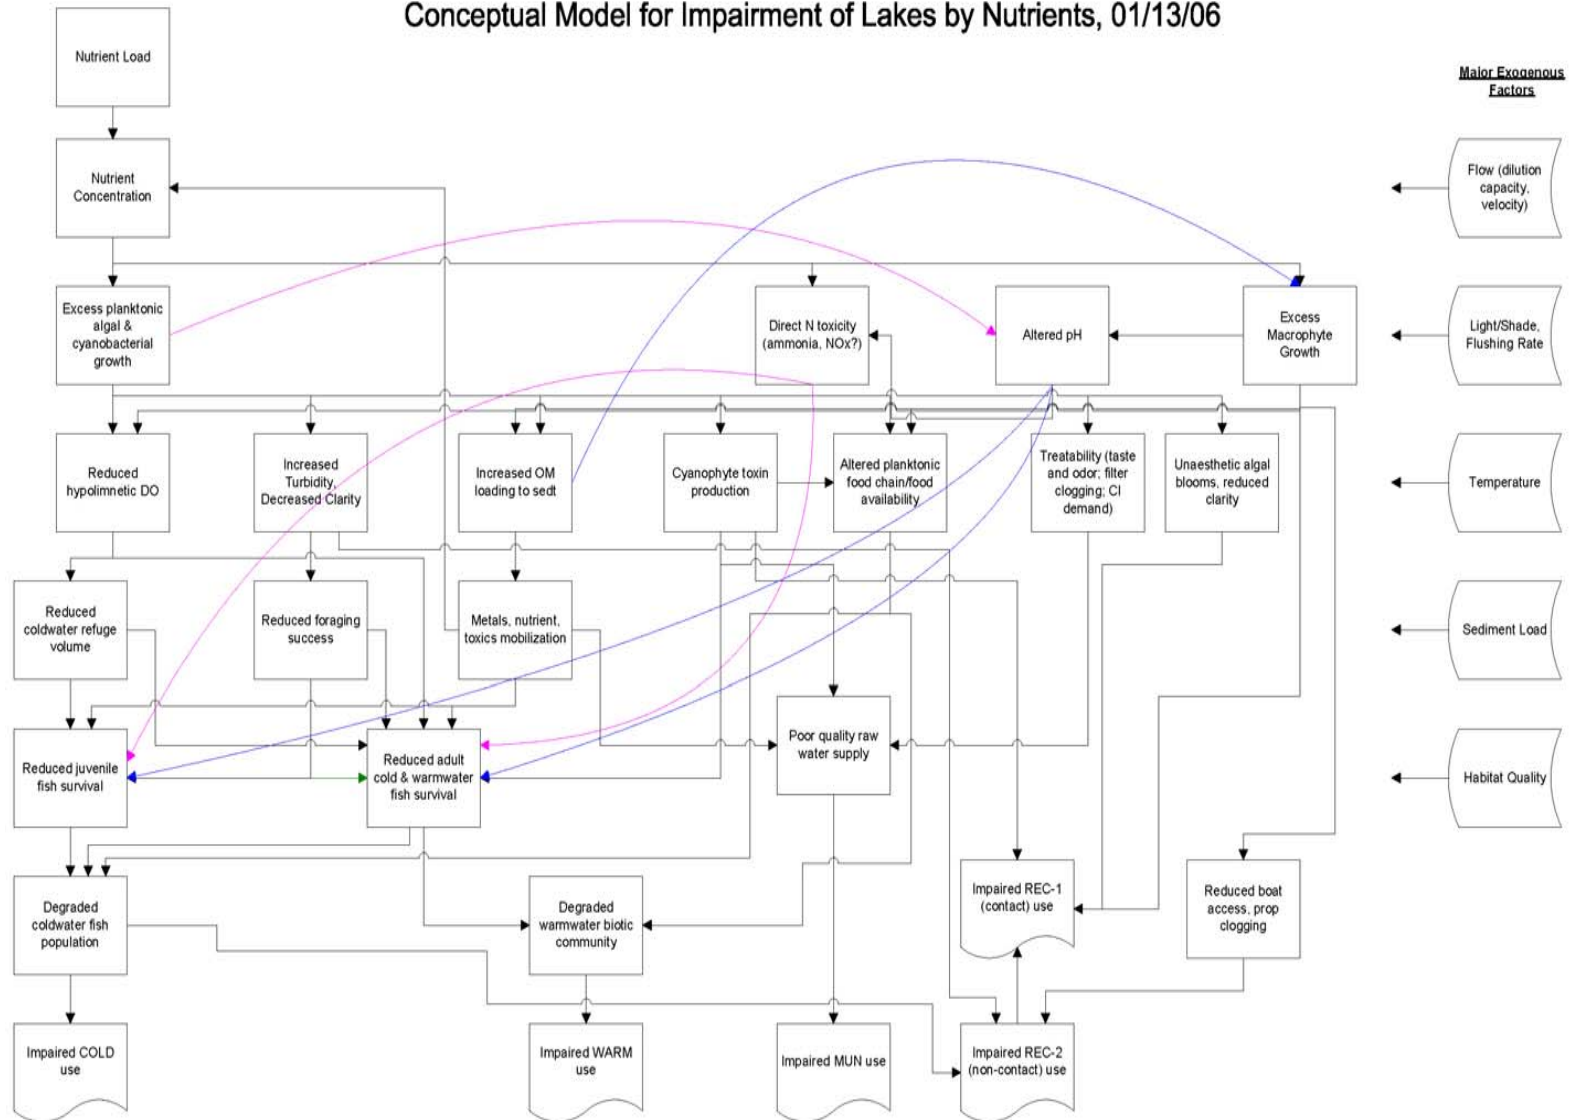 Conceptual Model for Impairment of Lakes by Nutrients, 01/13/06
Nutrient Load
Major Exogenous
Factors
Nutrient
Concentration
Flow (dilution
capacity,
velocity)
Excess planktonic
algal &
cyanobacterial
growth
Direct N toxicity
(ammonia, NOx?)
Altered pH
Excess
Macrophyte
Growth
Light/Shade,
Flushing Rate
Reduced
hypolimnetic DO
Increased
Turbidity,
Decreased Clarity
Increased OM
loading to sedt
Cyanophyte toxin
production
Altered planktonic
food chain/food
availability
Treatability (taste
and odor; filter
clogging; Cl
demand)
Unaesthetic algal
blooms, reduced
clarity
Temperature
Reduced
coldwater refuge
volume
Reduced foraging
success
Metals, nutrient,
toxics mobilization
Sediment Load
Reduced juvenile
fish survival
Reduced adult
cold & warmwater
fish survival
Poor quality raw
water supply
Habitat Quality
Degraded
coldwater fish
population
Degraded
warmwater biotic
community
Impaired REC-1
(contact) use
Reduced boat
access, prop
clogging
Impaired COLD
use
Impaired WARM
use
Impaired MUN use
Impaired REC-2
(non-contact) use